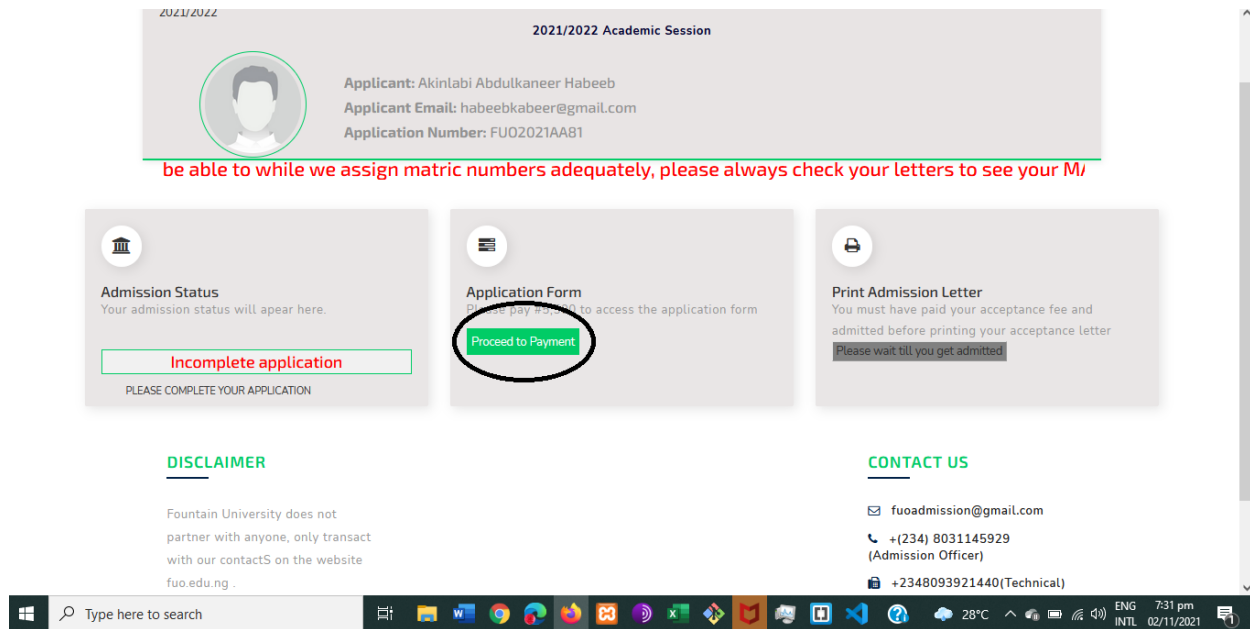 2021/2022
2021/2022 Academic Session
Applicant: Akinlabi Abdulkaneer Habeeb
Applicant Email: habeebkabeer@gmail.com
Application Number: FUO2021AA81
be able to while we assign matric numbers adequately, please always check your letters to see your M
Admission Status
Your admission status will apear here.
Incomplete application
PLEASE COMPLETE YOUR APPLICATION
Application Form
Please pay to access the application form
Proceed to Payment
Print Admission Letter
You must have paid your acceptance fee and
admitted before printing your acceptance letter
Please wait till you get admitted
DISCLAIMER
Fountain University does not
partner with anyone, only transact
with our contactS on the website
fuo.edu.ng .
CONTACT US
fuoadmission@gmail.com
+(234) 8031145929
(Admission Officer)
+2348093921440(Technical)
Type here to search
28°C
ENG
INTL
7:31 pm
02/11/2021